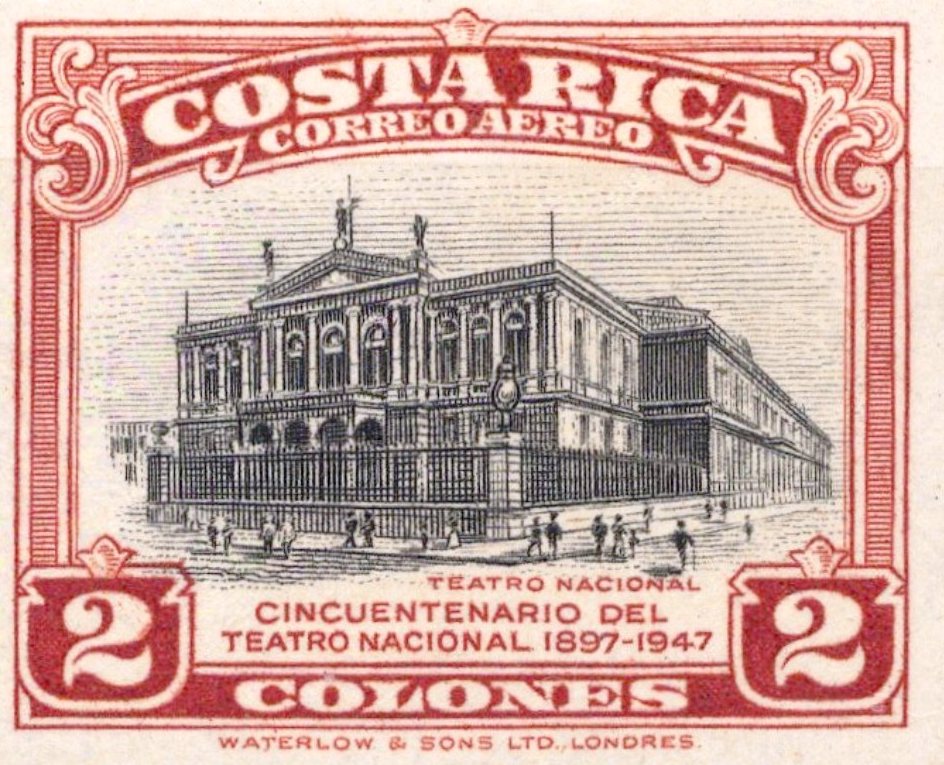 COSTA RICA
CORREO AEREO
TEATRO NACIONAL
CINCUENTENARIO DEL
TEATRO NACIONAL 1897-1947
2 2
COLONES
WATERLOW & SONS LTD., LONDRES.